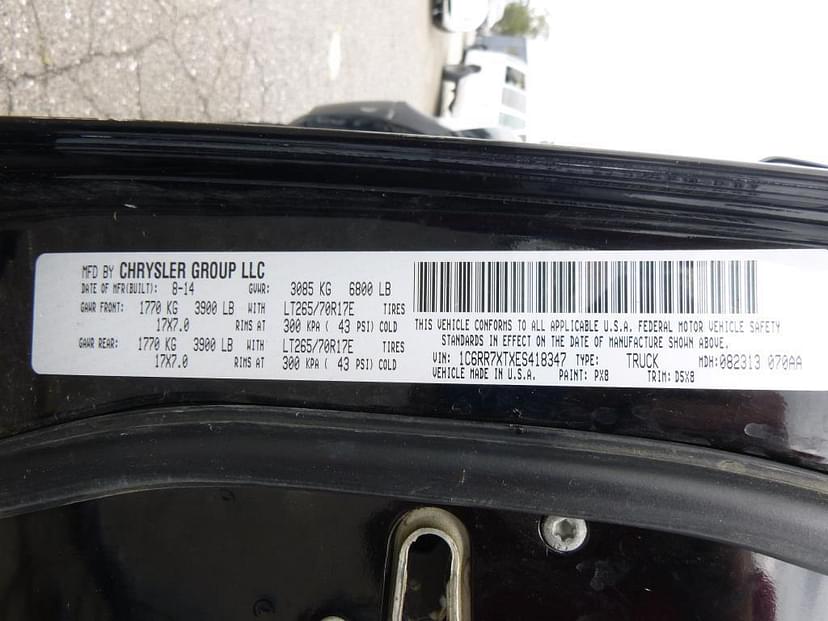 MFD BY CHRYSLER GROUP LLC
DATE OF MFR(BUILT): 8-14 GVWR: 3085 KG 6800 LB
GAWR FRONT: 1770 KG 3900 LB WITH LT265/70R17E TIRES
17X7.0 RIMS AT 300 KPA ( 43 PSI) COLD
GAWR REAR: 1770 KG 3900 LB WITH LT265/70R17E TIRES
17X7.0 RIMS AT 300 KPA ( 43 PSI) COLD
THIS VEHICLE CONFORMS TO ALL APPLICABLE U.S.A. FEDERAL MOTOR VEHICLE SAFETY
STANDARDS IN EFFECT ON THE DATE OF MANUFACTURE SHOWN ABOVE.
VIN: 1C6RR7XTXES418347 TYPE: TRUCK MDH:082313 070AA
VEHICLE MADE IN U.S.A. PAINT: PX8 TRIM: D5X8